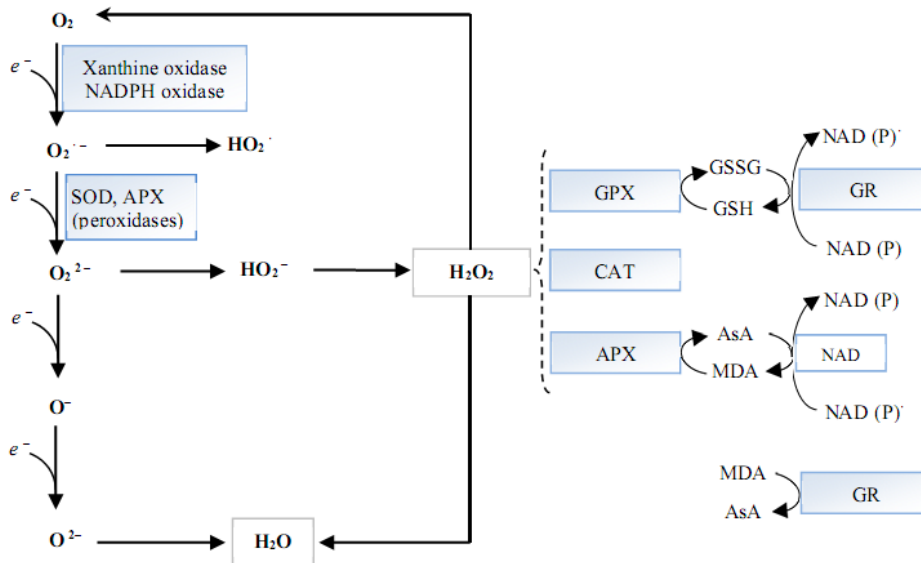 O₂
e⁻
Xanthine oxidase
NADPH oxidase
O₂˙⁻
HO₂˙
e⁻
SOD, APX
(peroxidases)
O₂²⁻
HO₂⁻
H₂O₂
e⁻
O⁻
e⁻
O²⁻
H₂O
GPX
GSSG
GSH
NAD (P)˙
GR
NAD (P)
CAT
APX
AsA
MDA
NAD (P)
NAD
NAD (P)˙
MDA
AsA
GR